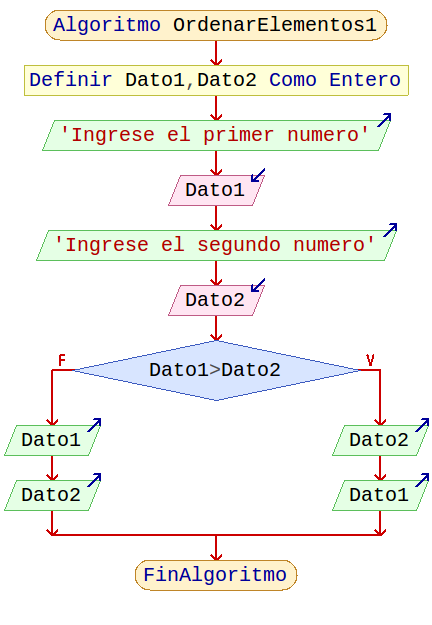 Algoritmo OrdenarElementos1
Definir Dato1,Dato2 Como Entero
'Ingrese el primer numero'
Dato1
'Ingrese el segundo numero'
Dato2
Dato1>Dato2
F
V
Dato1
Dato2
Dato2
Dato1
FinAlgoritmo